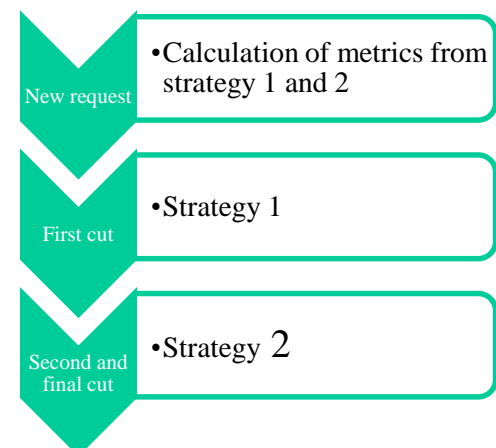 New request
•Calculation of metrics from
strategy 1 and 2
First cut
•Strategy 1
Second and
final cut
•Strategy 2